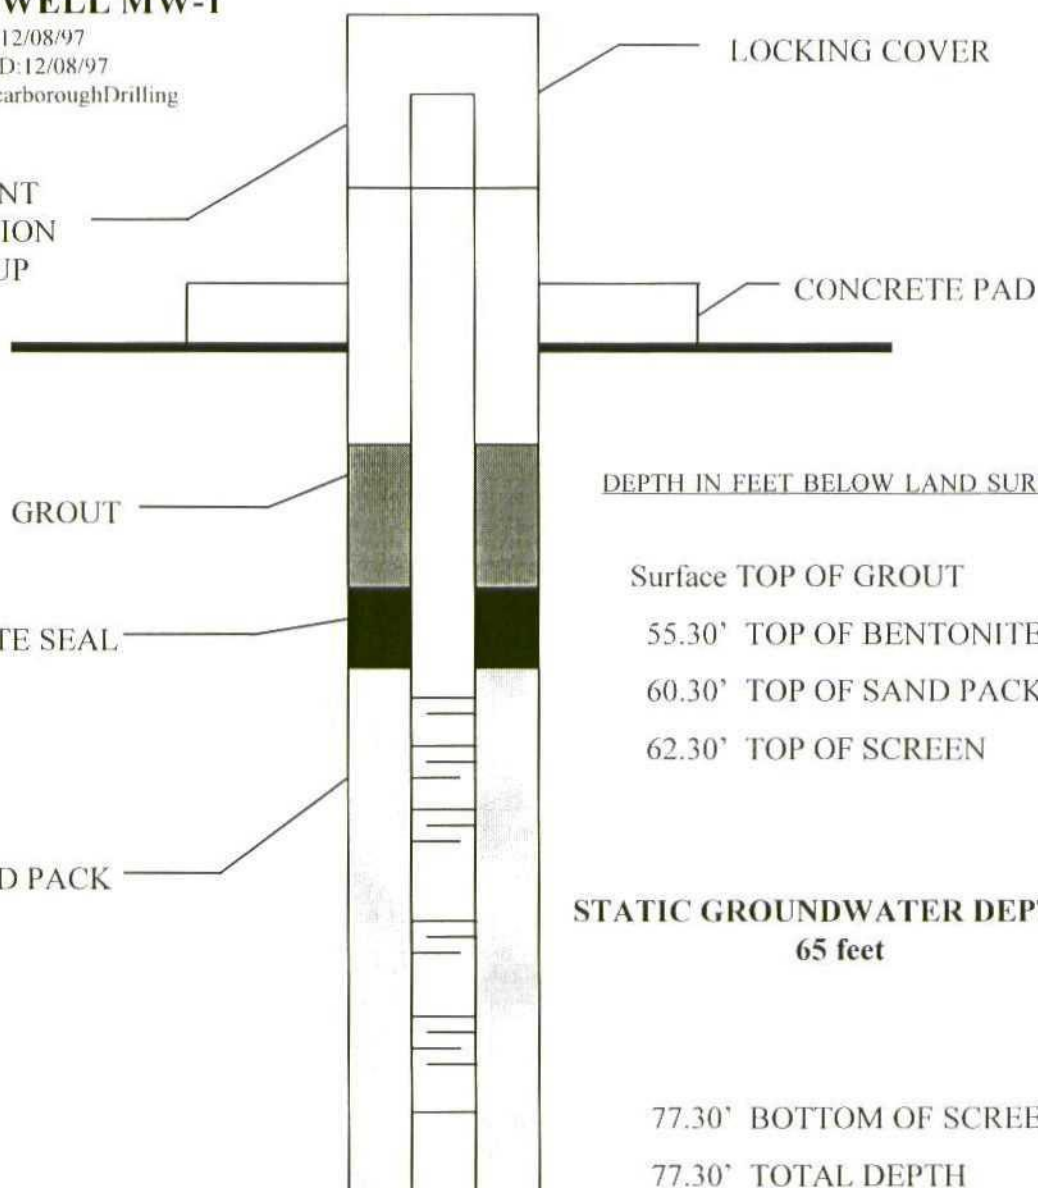 WELL MW-1
12/08/97
D:12/08/97
carboroughDrilling
LOCKING COVER
NT
ION
UP
CONCRETE PAD
GROUT
DEPTH IN FEET BELOW LAND SUR
Surface TOP OF GROUT
TE SEAL
55.30’ TOP OF BENTONITE
60.30’ TOP OF SAND PACK
62.30’ TOP OF SCREEN
D PACK
STATIC GROUNDWATER DEPT
65 feet
77.30’ BOTTOM OF SCREE
77.30’ TOTAL DEPTH